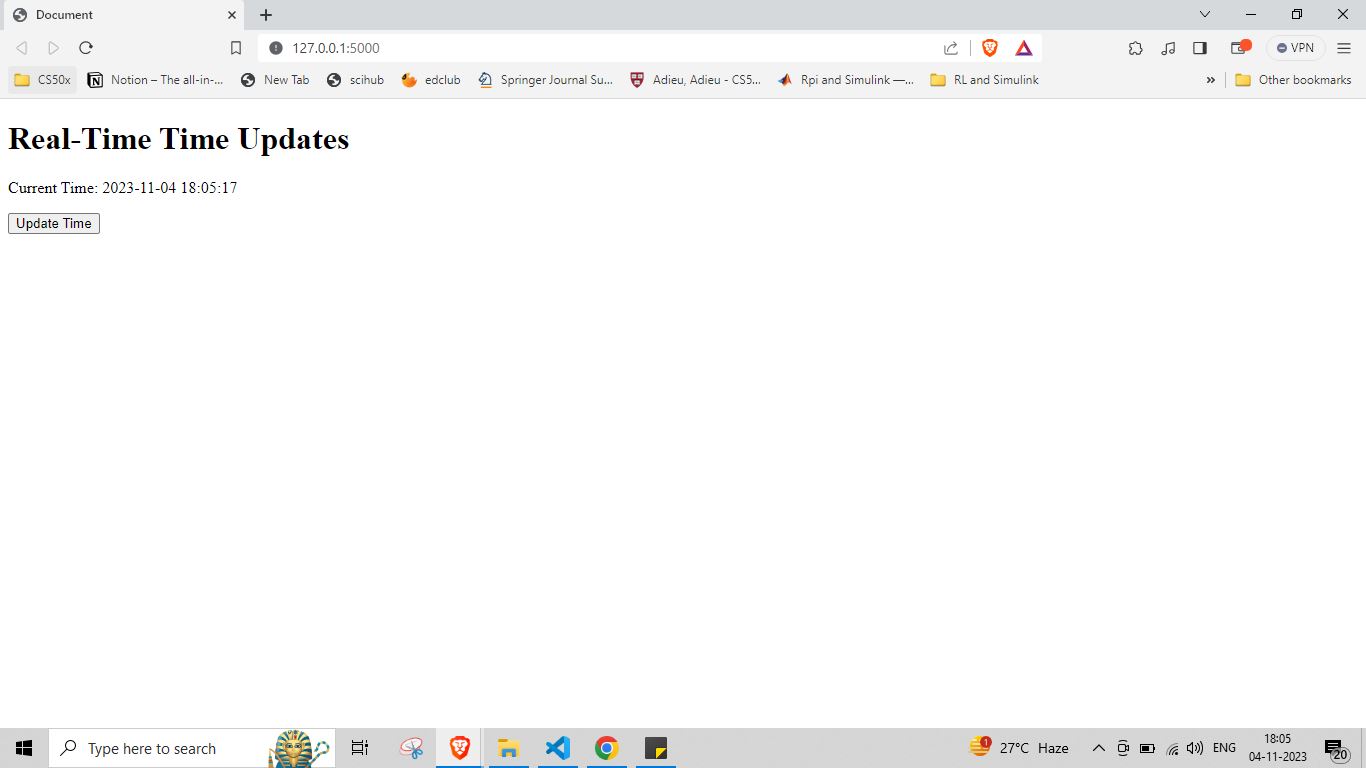 Document
127.0.0.1:5000
VPN
CS50x
Notion – The all-in-...
New Tab
scihub
edclub
Springer Journal Su...
Adieu, Adieu - CS5...
Rpi and Simulink —...
RL and Simulink
»
Other bookmarks
Real-Time Time Updates
Current Time: 2023-11-04 18:05:17
Update Time
Type here to search
1
27°C Haze
ENG
18:05
04-11-2023
20